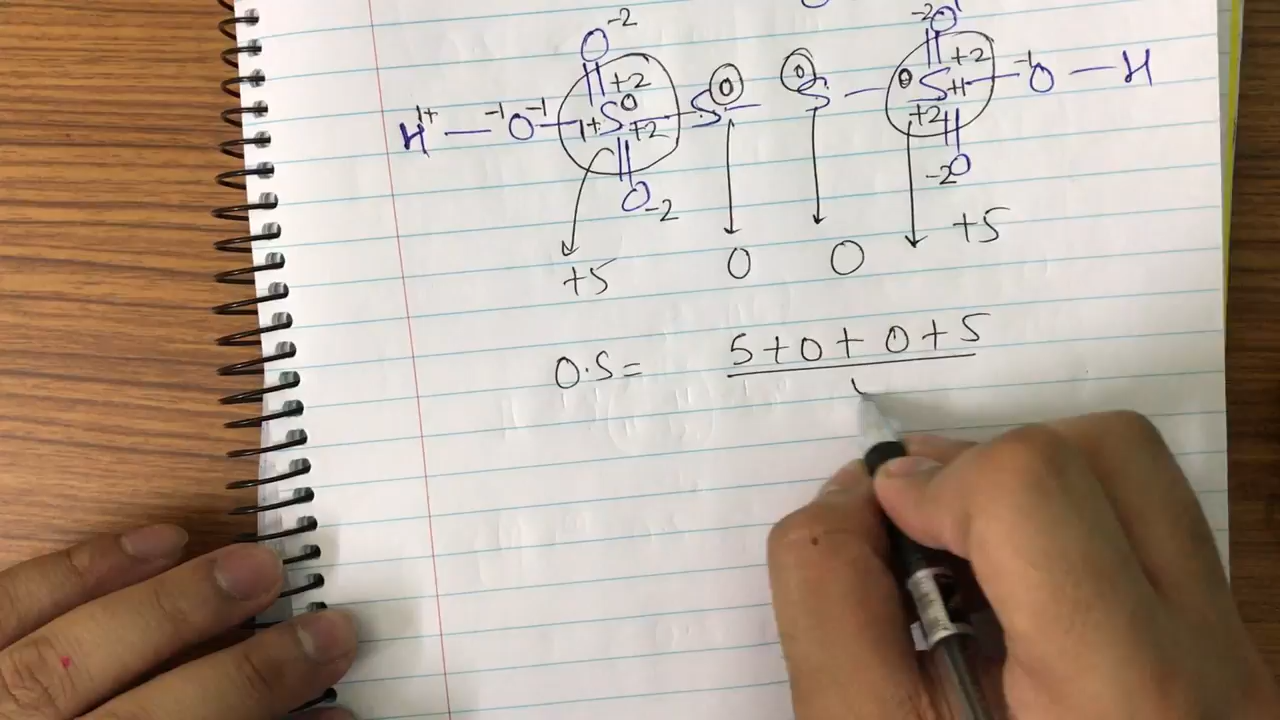 O -2 -2 O
+2 +2
H 1+ — -1 O -1 — 1+ S 0 +2 — S 0 — S 0 — 0 S 1+ — -1 O — H
+2
O -2 -2 O
+5 0 0 +5
O.S = 5+0+0+5